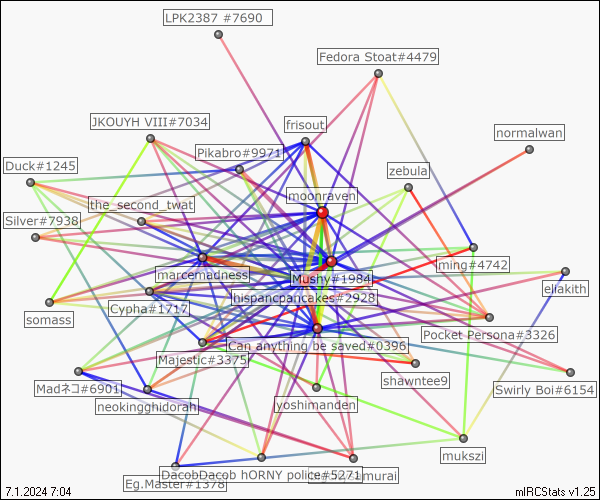 LPK2387 #7690
Fedora Stoat#4479
JKOUYH VIII#7034
frisout
normalwan
Pikabro#9971
Duck#1245
zebula
moonraven
the_second_twat
Silver#7938
ming#4742
marcemadness
Mushy#1984
eliakith
hispancpancakes#2928
Cypha#1717
somass
Pocket Persona#3326
Can anything be saved#0396
Majestic#3375
shawntee9
Madネコ#6901
Swirly Boi#6154
neokingghidorah
yoshimanden
mukszi
DacobDacob hORNY police#5271
Eg.Master#1378
7.1.2024 7:04
mIRCStats v1.25